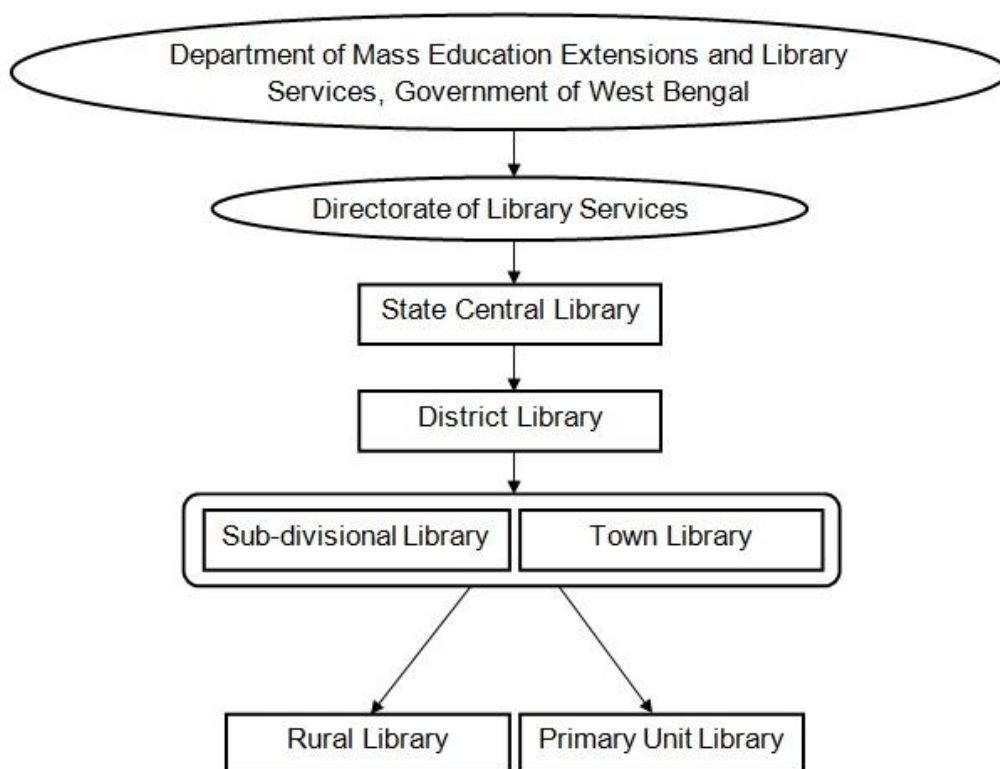 Department of Mass Education Extensions and Library
Services, Government of West Bengal
Directorate of Library Services
State Central Library
District Library
Sub-divisional Library
Town Library
Rural Library
Primary Unit Library